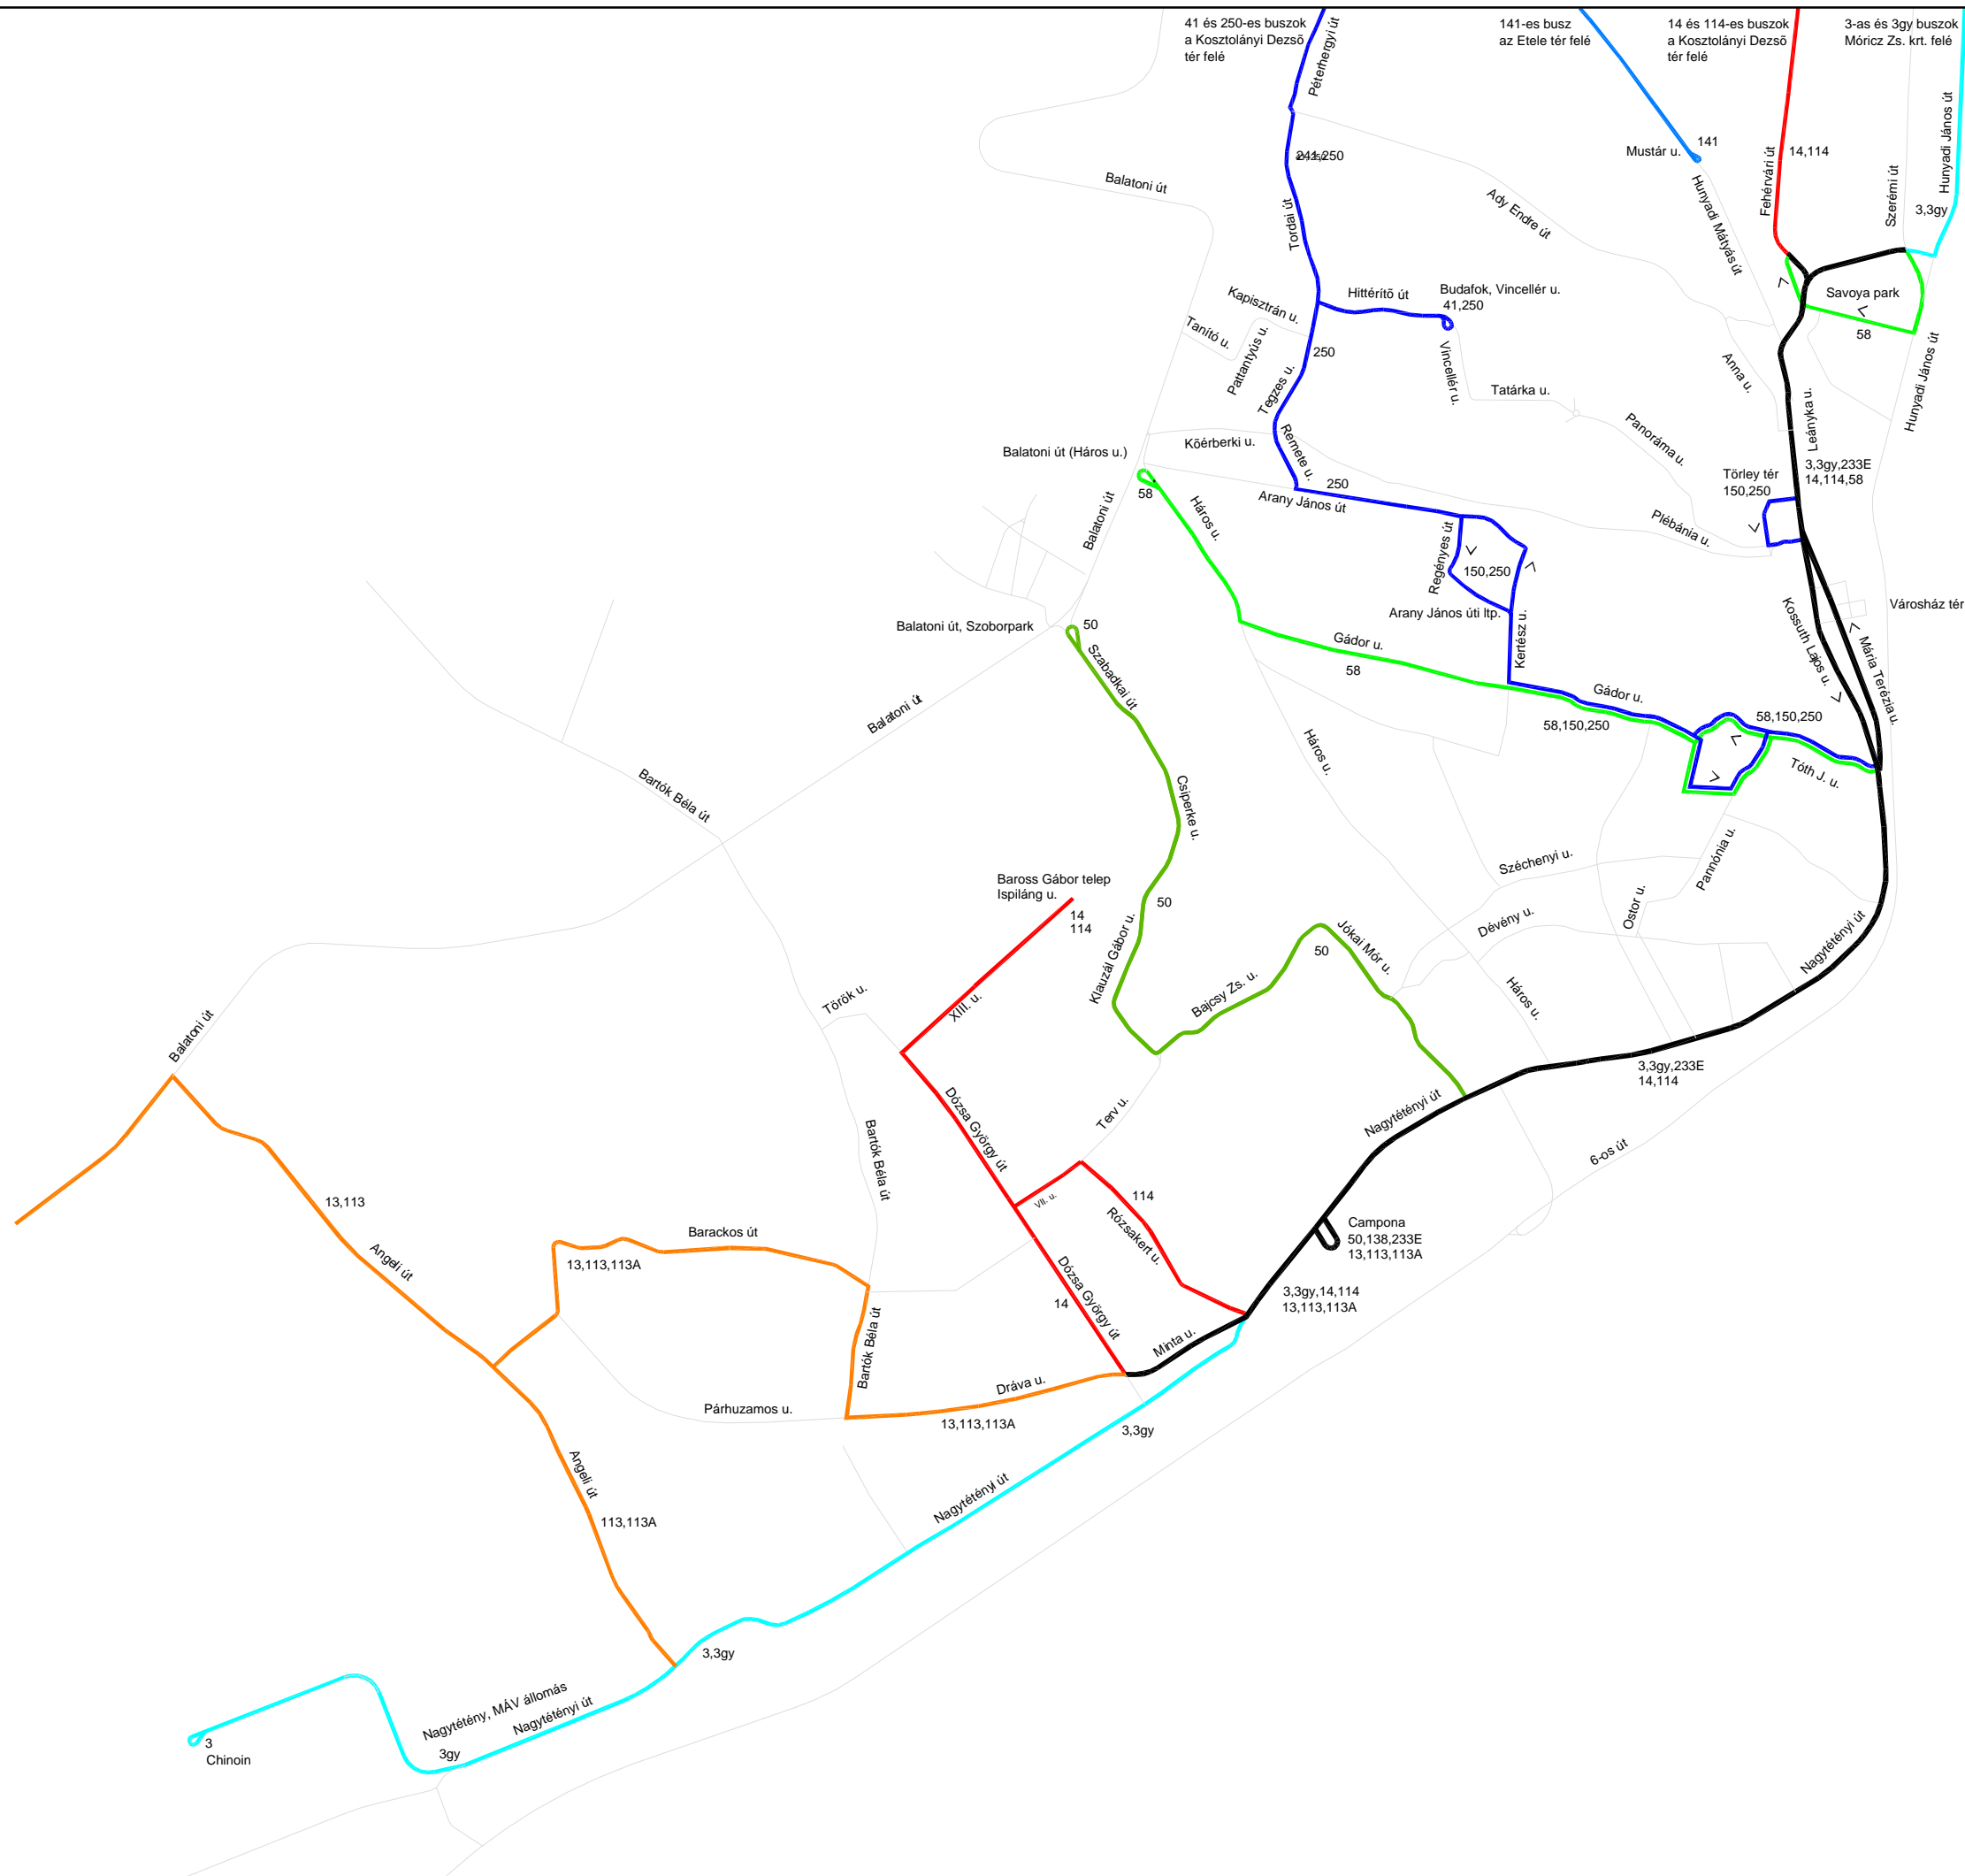 41 és 250-es buszok
a Kosztolányi Dezső
tér felé
141-es busz
az Etele tér felé
14 és 114-es buszok
a Kosztolányi Dezső
tér felé
3-as és 3gy buszok
Móricz Zs. krt. felé
Péterhergyi út
Hunyadi János út
Mustár u.
141
14,114
Fehérvári út
241,250
Balatoni út
Tordai út
Ady Endre út
Hunyadi Mátyás út
Szerémi út
3,3gy
Kapisztrán u.
Hittérítő út
Budafok, Vincellér u.
41,250
Savoya park
58
Tanító u.
Pattantyús u.
250
Tegzes u.
Vincellér u.
Tatárka u.
Anna u.
Leányka u.
Hunyadi János út
Balatoni út (Háros u.)
Kőérberki u.
Remete u.
Panoráma u.
58
250
Arany János út
Törley tér
150,250
3,3gy,233E
14,114,58
Balatoni út
Háros u.
Plébánia u.
Regényes út
150,250
Arany János úti ltp.
Kertész u.
Városház tér
Kossuth Lajos u.
Mária Terézia u.
Balatoni út, Szoborpark
50
Szabadkai út
Gádor u.
58
Gádor u.
58,150,250
58,150,250
Tóth J. u.
Balatoni út
Háros u.
Bartók Béla út
Csiperke u.
Széchenyi u.
Pannónia u.
Baross Gábor telep
Ispiláng u.
14
114
50
Klauzál Gábor u.
Jókai Mór u.
50
Dévény u.
Ostor u.
Nagytétényi út
Bajcsy Zs. u.
Török u.
XIII. u.
Háros u.
Balatoni út
3,3gy,233E
14,114
Dózsa György út
Terv u.
Nagytétényi út
6-os út
Bartók Béla út
13,113
VII. u.
114
Rózsakert u.
Campona
50,138,233E
13,113,113A
Barackos út
13,113,113A
Angeli út
Dózsa György út
14
3,3gy,14,114
13,113,113A
Bartók Béla út
Minta u.
Dráva u.
Párhuzamos u.
13,113,113A
3,3gy
Angeli út
Nagytétényi út
113,113A
3,3gy
Nagytétény, MÁV állomás
Nagytétényi út
3gy
3
Chinoin